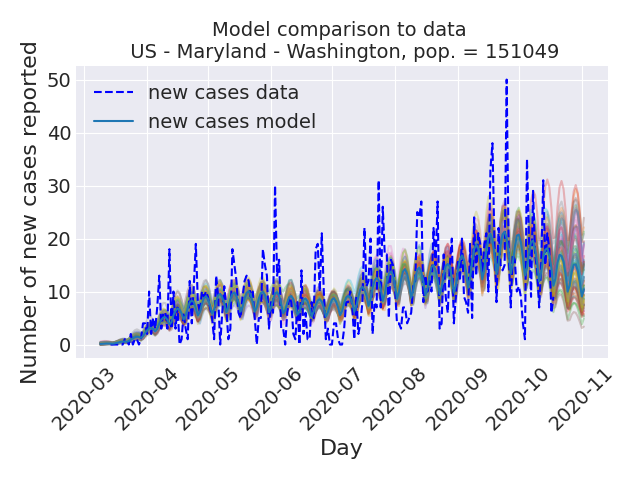 Model comparison to data
US - Maryland - Washington, pop. = 151049
new cases data
new cases model
Number of new cases reported
50
40
30
20
10
0
2020-03
2020-04
2020-05
2020-06
2020-07
2020-08
2020-09
2020-10
2020-11
Day